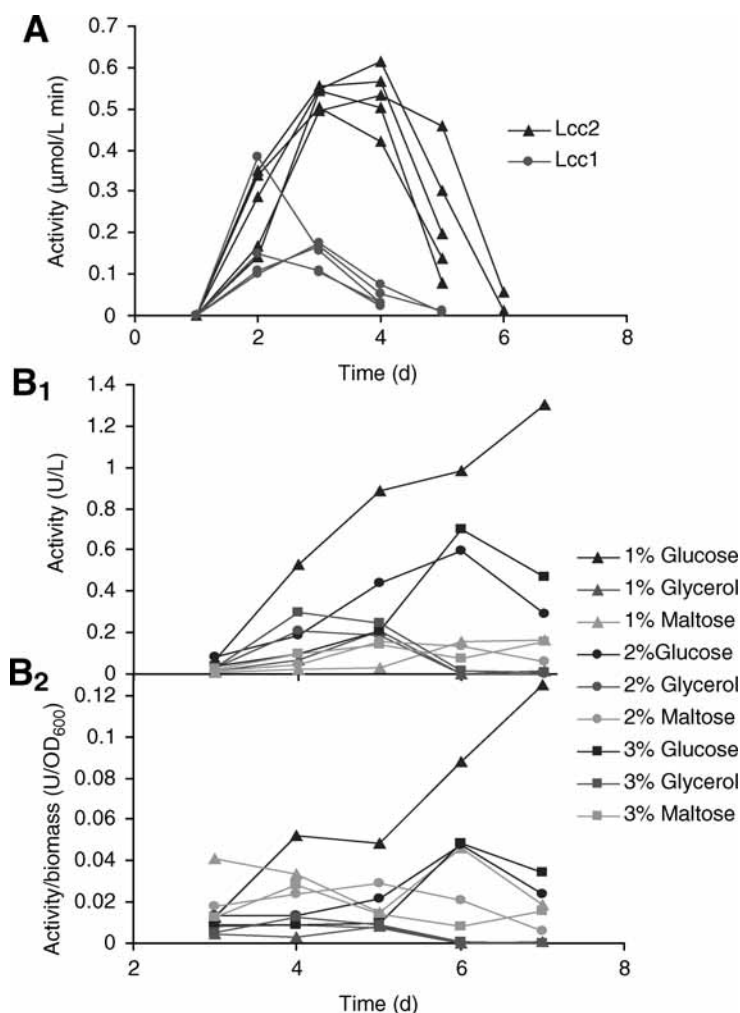 A
0.7
0.6
0.5
0.4
0.3
0.2
0.1
0
Activity (µmol/L min)
Lcc2
Lcc1
0 2 4 6 8
Time (d)
B1
1.4
1.2
1
0.8
0.6
0.4
0.2
0
Activity (U/L)
1% Glucose
1% Glycerol
1% Maltose
2%Glucose
2% Glycerol
2% Maltose
3% Glucose
3% Glycerol
3% Maltose
B2
0.12
0.1
0.08
0.06
0.04
0.02
0
Activity/biomass (U/OD600)
2 4 6 8
Time (d)